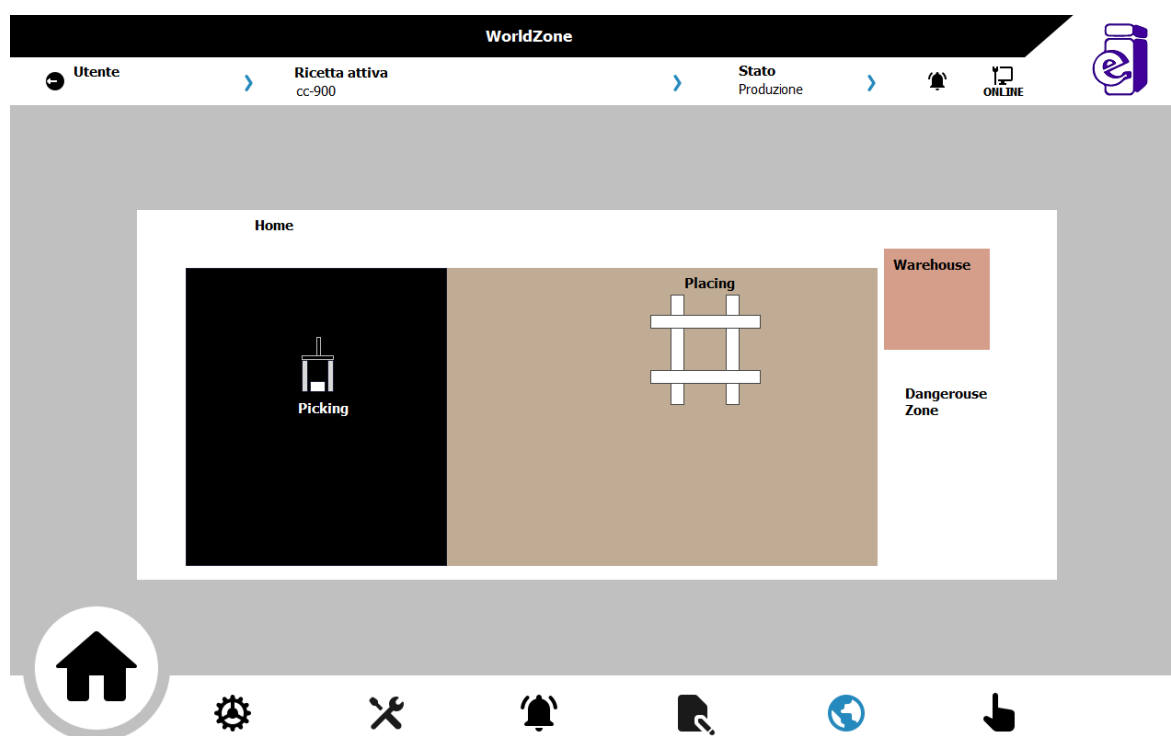 WorldZone
Utente
Ricetta attiva
cc-900
Stato
Produzione
ONLINE
e
Home
Warehouse
Placing
Picking
Dangerouse
Zone